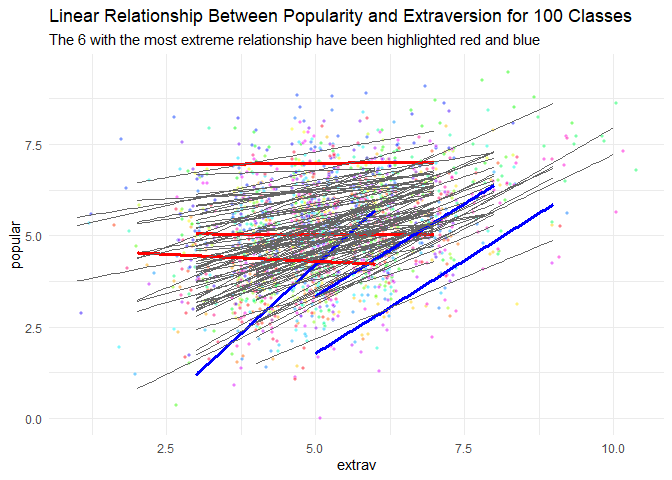 Linear Relationship Between Popularity and Extraversion for 100 Classes
The 6 with the most extreme relationship have been highlighted red and blue
popular
7.5
5.0
2.5
0.0
2.5
5.0
7.5
10.0
extrav